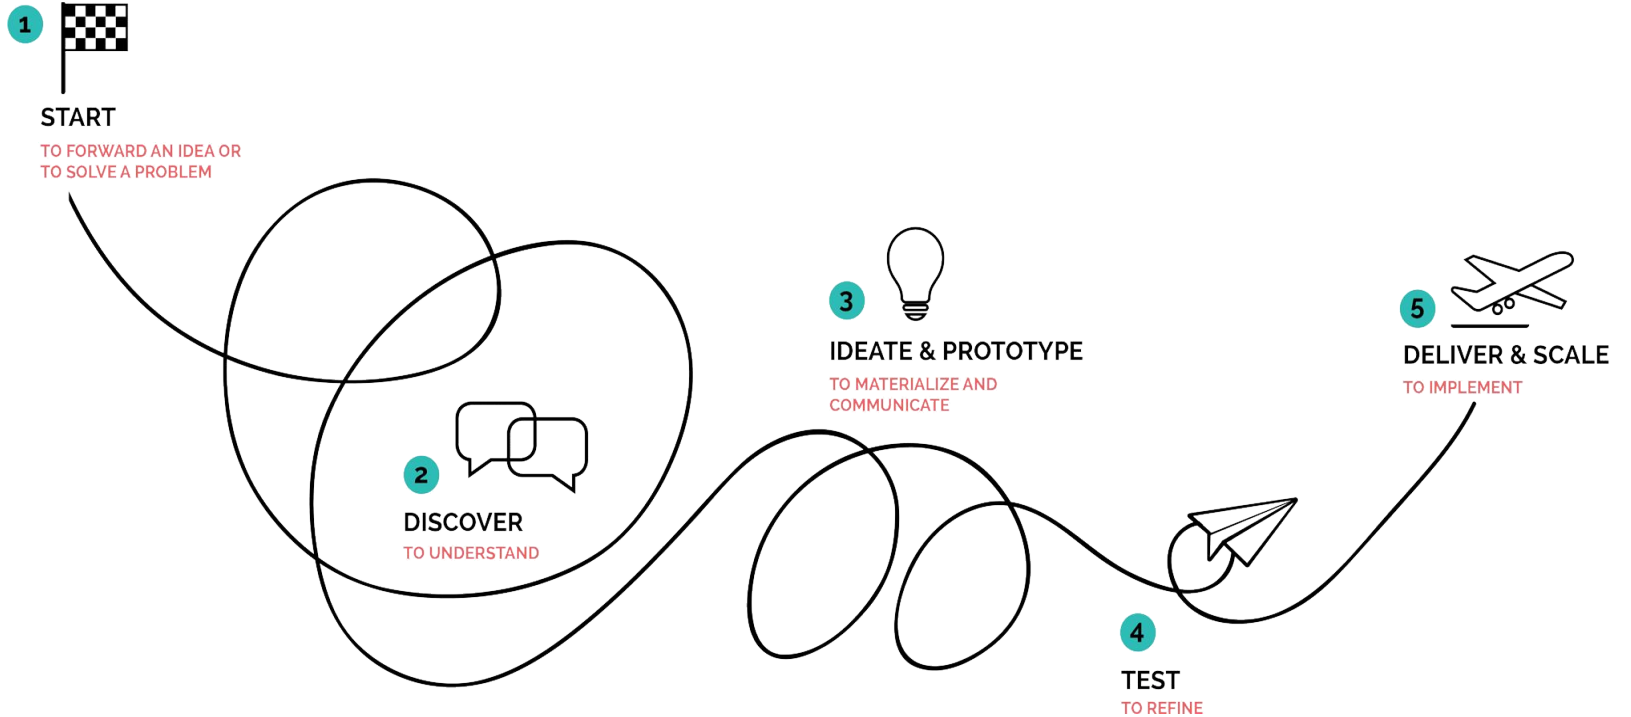 1
START
TO FORWARD AN IDEA OR
TO SOLVE A PROBLEM
2
DISCOVER
TO UNDERSTAND
3
IDEATE & PROTOTYPE
TO MATERIALIZE AND
COMMUNICATE
4
TEST
TO REFINE
5
DELIVER & SCALE
TO IMPLEMENT